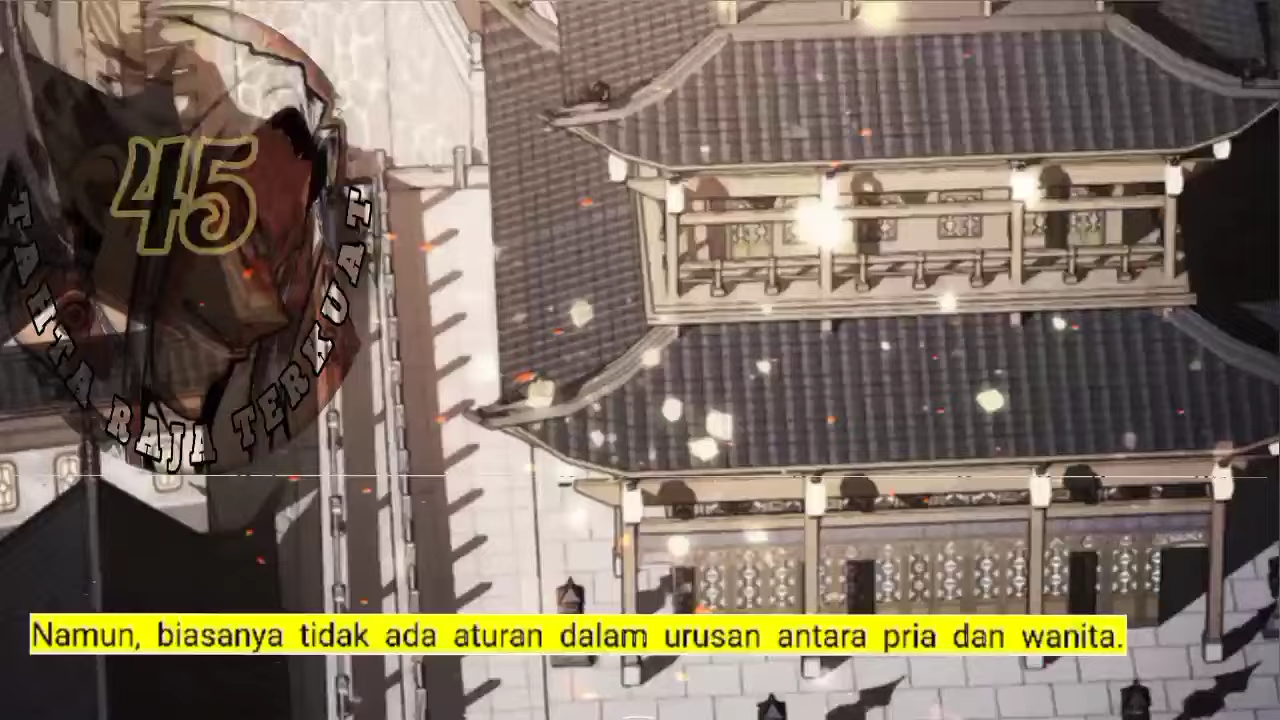 45
TAHTA RAJA TERKUAT
Namun, biasanya tidak ada aturan dalam urusan antara pria dan wanita.